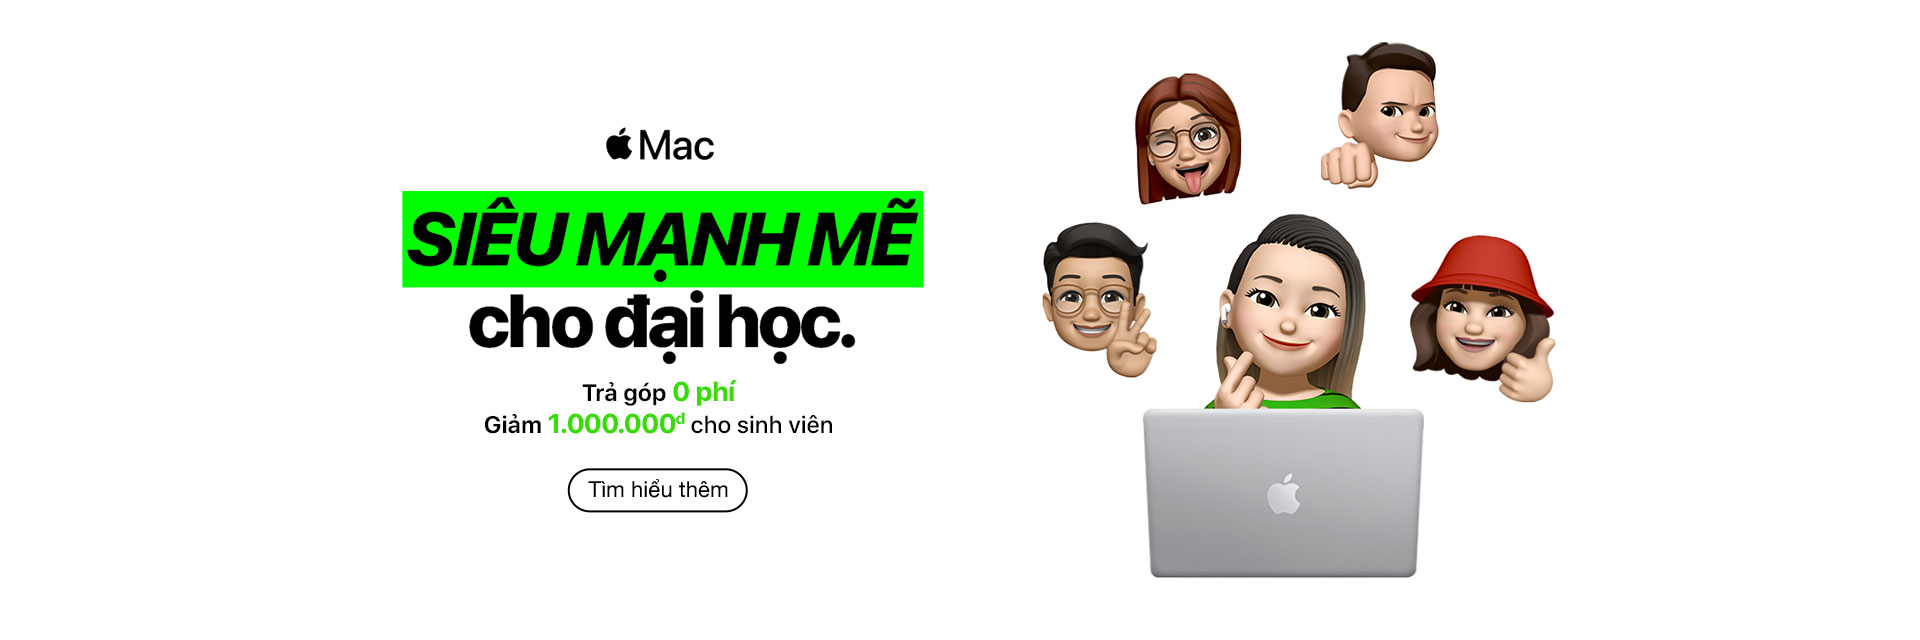 Mac
SIÊU MẠNH MẼ
cho đại học.
Trả góp 0 phí
Giảm 1.000.000đ cho sinh viên
Tìm hiểu thêm